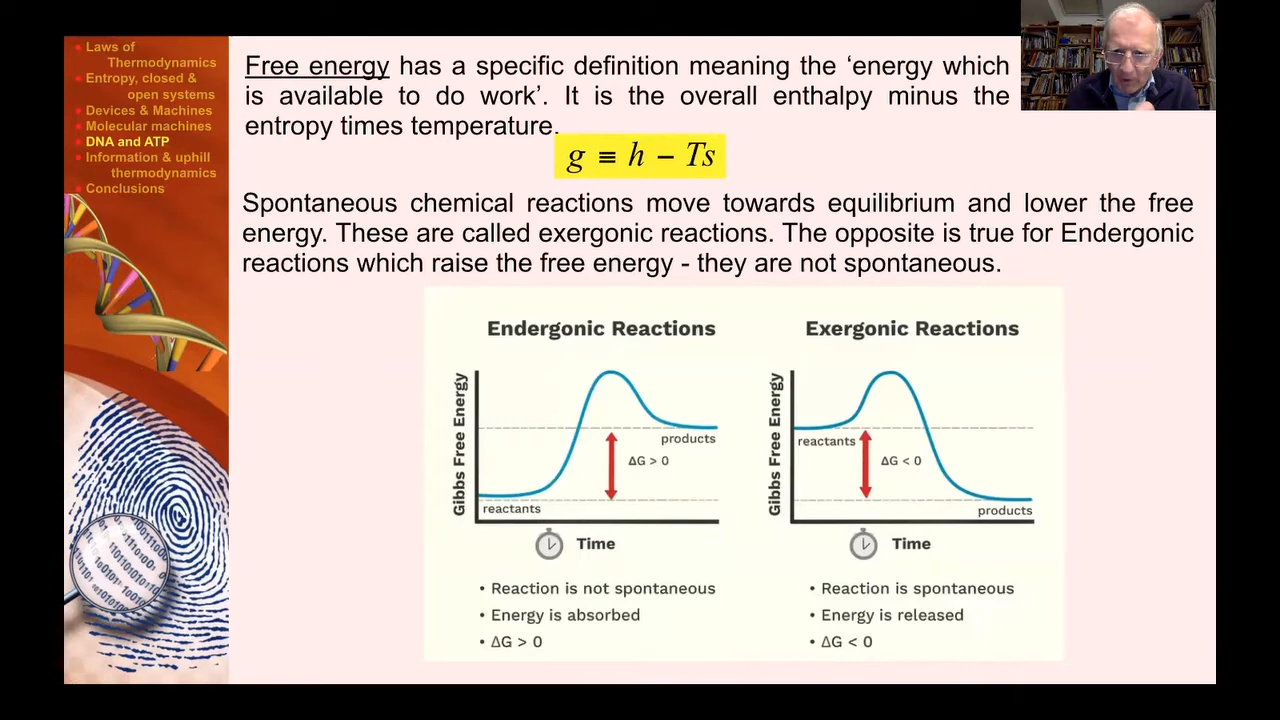 Laws of
Thermodynamics
Entropy, closed &
open systems
Devices & Machines
Molecular machines
DNA and ATP
Information & uphill
thermodynamics
Conclusions
Free energy has a specific definition meaning the ‘energy which
is available to do work’. It is the overall enthalpy minus the
entropy times temperature.
g ≡ h − Ts
Spontaneous chemical reactions move towards equilibrium and lower the free
energy. These are called exergonic reactions. The opposite is true for Endergonic
reactions which raise the free energy - they are not spontaneous.
Endergonic Reactions
Gibbs Free Energy
products
ΔG > 0
reactants
Time
• Reaction is not spontaneous
• Energy is absorbed
• ΔG > 0
Exergonic Reactions
Gibbs Free Energy
reactants
ΔG < 0
products
Time
• Reaction is spontaneous
• Energy is released
• ΔG < 0